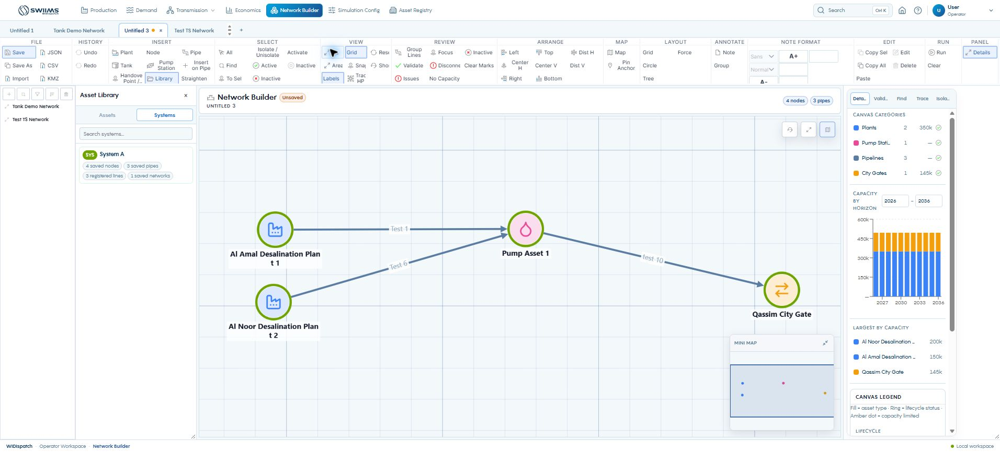 SWIIMS
WIDispatch
Production
Demand
Transmission
Economics
Network Builder
Simulation Config
Asset Registry
Search
Ctrl K
U
User
Operator
Untitled 1
Tank Demo Network
Untitled 3
×
Test TS Network
+
FILE
Save
JSON
Save As
CSV
Import
KMZ
HISTORY
Undo
Redo
INSERT
Plant
Node
Pipe
Tank
Pump
Station
Insert
on Pipe
Handove
Point /..
Library
Straighten
SELECT
All
Isolate /
Unisolate
Activate
Find
Active
Inactive
To Sel
Inactive
VIEW
Grid
Rese
Area
Snap
Shov
Labels
Trac
HP
REVIEW
Group
Lines
Focus
Inactive
Validate
Disconne
Clear Marks
Issues
No Capacity
ARRANGE
Left
Top
Dist H
Center
H
Center V
Dist V
Right
Bottom
MAP
Map
Pin
Anchor
LAYOUT
Grid
Force
Circle
Tree
ANNOTATE
Note
Group
NOTE FORMAT
Sans
A+
Normal
A-
EDIT
Copy Sel
Edit
Copy All
Delete
Paste
RUN
Run
Clear
PANEL
Details
Tank Demo Network
Test TS Network
Asset Library
×
Assets
Systems
Search systems...
SYS
System A
4 saved nodes
3 saved pipes
3 registered lines
1 saved networks
Network Builder
Unsaved
UNTITLED 3
4 nodes
3 pipes
Test 1
Test 6
test 10
Al Amal Desalination Plan
t 1
Pump Asset 1
Al Noor Desalination Plan
t 2
Qassim City Gate
MINI MAP
Deta...
Valid...
Find
Trace
Isola...
CANVAS CATEGORIES
Plants 2 350k
Pump Stati... 1 —
Pipelines 3 —
City Gates 1 145k
CAPACITY
BY
HORIZON
2026 - 2036
600k
450k
300k
150k
—
2027 2030 2033 2036
LARGEST BY CAPACITY
Al Noor Desalination ... 200k
Al Amal Desalination ... 150k
Qassim City Gate 145k
CANVAS LEGEND
Fill = asset type · Ring = lifecycle status ·
Amber dot = capacity limited
LIFECYCLE
WIDispatch · Operator Workspace · Network Builder
Local workspace